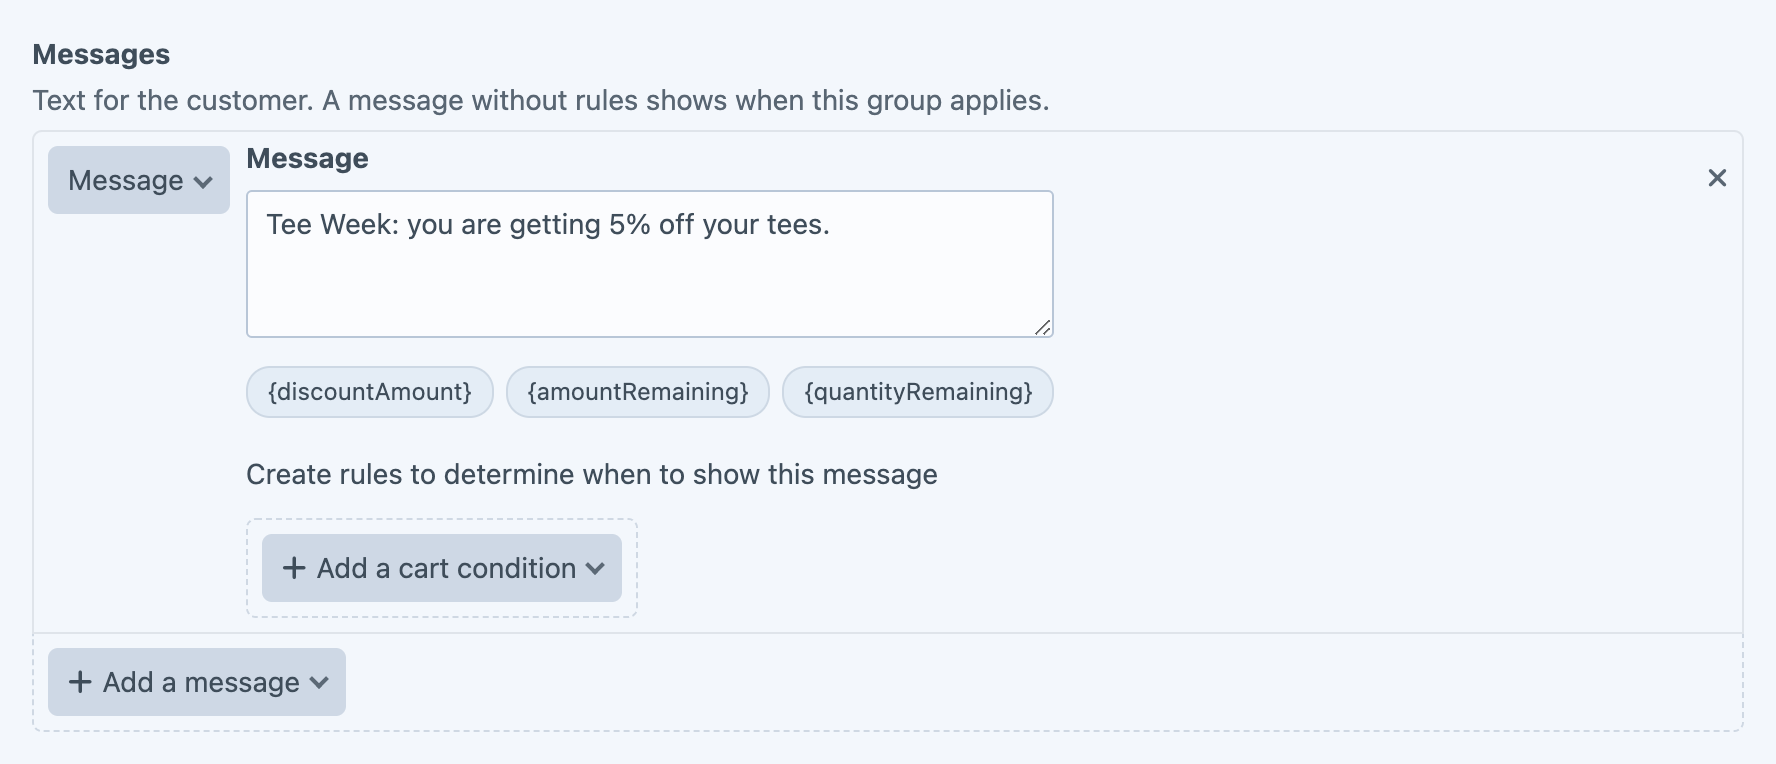 Messages
Text for the customer. A message without rules shows when this group applies.
Message
Message
Tee Week: you are getting 5% off your tees.
{discountAmount} {amountRemaining} {quantityRemaining}
Create rules to determine when to show this message
+ Add a cart condition
+ Add a message